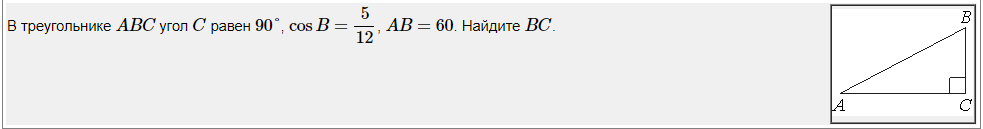 В треугольнике ABC угол C равен 90°, cos B = 5/12, AB = 60. Найдите BC.
B
A
C